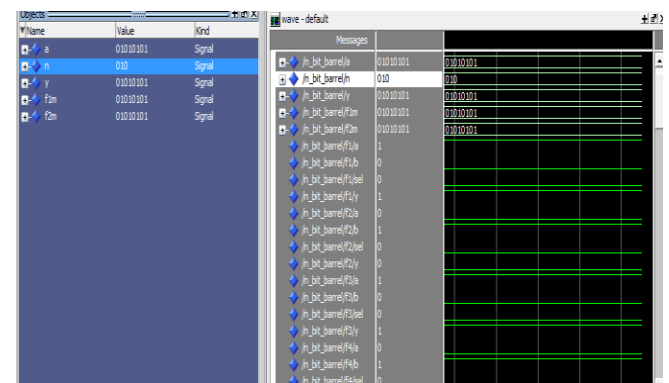 Objects
Name Value Kind
a 01010101 Signal
n 010 Signal
y 01010101 Signal
f1m 01010101 Signal
f2m 01010101 Signal
wave - default
Messages
/n_bit_barrel/a 01010101 01010101
/n_bit_barrel/n 010 010
/n_bit_barrel/y 01010101 01010101
/n_bit_barrel/f1m 01010101 01010101
/n_bit_barrel/f2m 01010101 01010101
/n_bit_barrel/f1/a 1
/n_bit_barrel/f1/b 0
/n_bit_barrel/f1/sel 0
/n_bit_barrel/f1/y 1
/n_bit_barrel/f2/a 0
/n_bit_barrel/f2/b 1
/n_bit_barrel/f2/sel 0
/n_bit_barrel/f2/y 0
/n_bit_barrel/f3/a 1
/n_bit_barrel/f3/b 0
/n_bit_barrel/f3/sel 0
/n_bit_barrel/f3/y 1
/n_bit_barrel/f4/a 0
/n_bit_barrel/f4/b 1
/n_bit_barrel/f4/sel 0